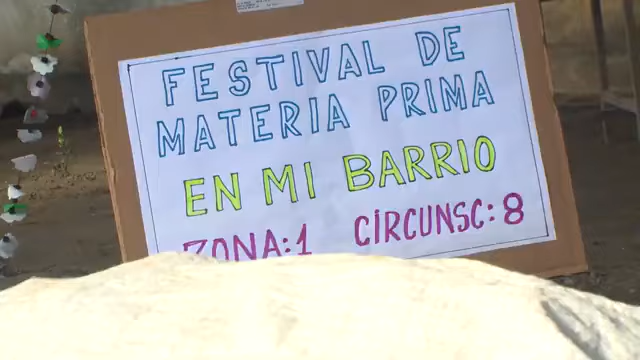 FESTIVAL DE
MATERIA PRIMA
EN MI BARRIO
ZONA:1 CIRCUNSC:8